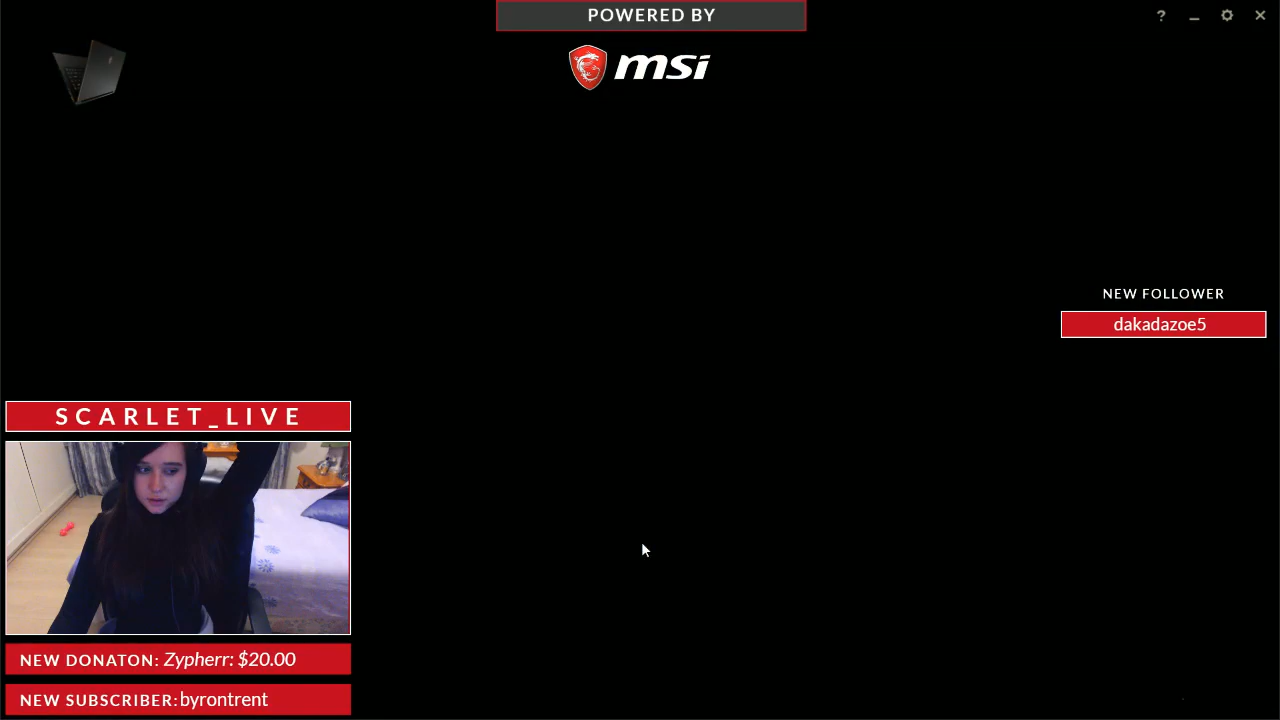 POWERED BY
?
msi
NEW FOLLOWER
dakadazoe5
SCARLET_LIVE
NEW DONATON: Zypherr: $20.00
NEW SUBSCRIBER:byrontrent